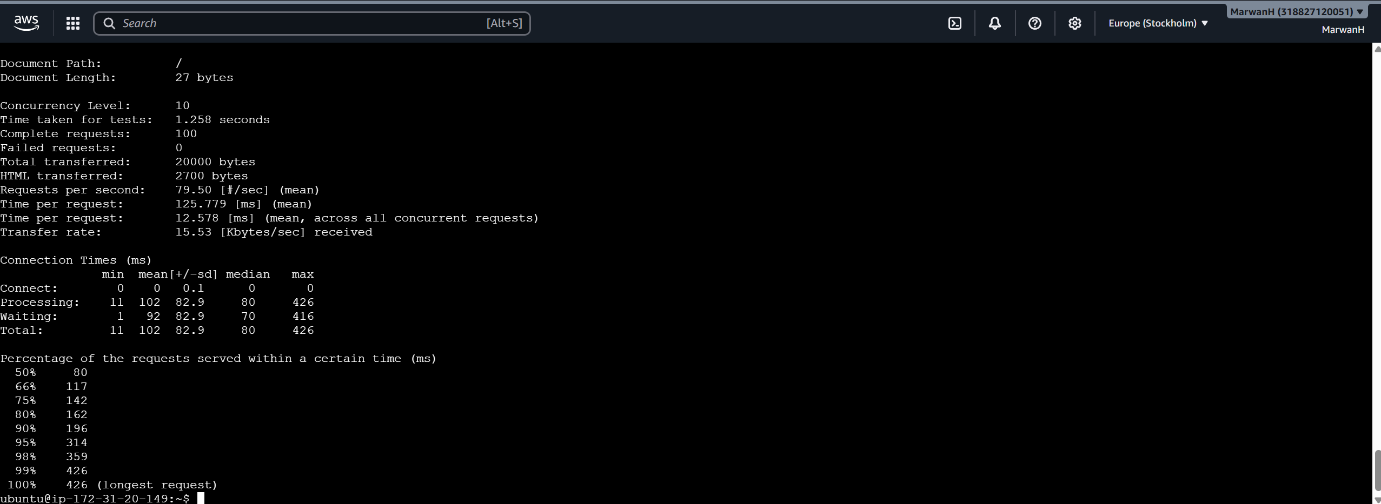 aws
Search [Alt+S]
Europe (Stockholm) ▼
MarwanH (318827120051) ▼
MarwanH
Document Path:          /
Document Length:        27 bytes
Concurrency Level:      10
Time taken for tests:   1.258 seconds
Complete requests:      100
Failed requests:        0
Total transferred:      20000 bytes
HTML transferred:       2700 bytes
Requests per second:    79.50 [#/sec] (mean)
Time per request:       125.779 [ms] (mean)
Time per request:       12.578 [ms] (mean, across all concurrent requests)
Transfer rate:          15.53 [Kbytes/sec] received
Connection Times (ms)
              min  mean[+/-sd] median   max
Connect:        0    0   0.1      0       0
Processing:    11  102  82.9     80     426
Waiting:        1   92  82.9     70     416
Total:         11  102  82.9     80     426
Percentage of the requests served within a certain time (ms)
  50%     80
  66%    117
  75%    142
  80%    162
  90%    196
  95%    314
  98%    359
  99%    426
 100%    426 (longest request)
ubuntu@ip-172-31-20-149:~$